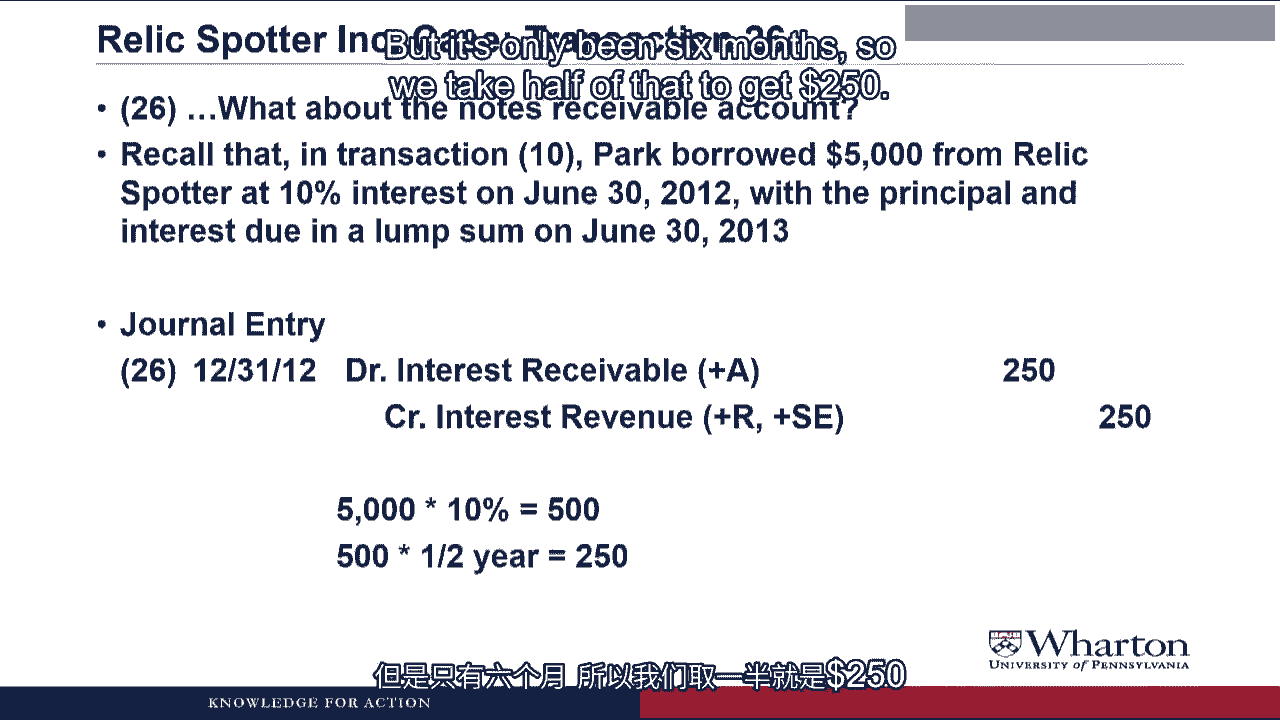 Relic Spotter Inc. Case: Transaction 26
But it's only been six months, so
we take half of that to get $250.
• (26) …What about the notes receivable account?
• Recall that, in transaction (10), Park borrowed $5,000 from Relic
Spotter at 10% interest on June 30, 2012, with the principal and
interest due in a lump sum on June 30, 2013
• Journal Entry
(26) 12/31/12 Dr. Interest Receivable (+A) 250
Cr. Interest Revenue (+R, +SE) 250
5,000 * 10% = 500
500 * 1/2 year = 250
Wharton
UNIVERSITY of PENNSYLVANIA
但是只有六个月 所以我们取一半就是$250
KNOWLEDGE FOR ACTION